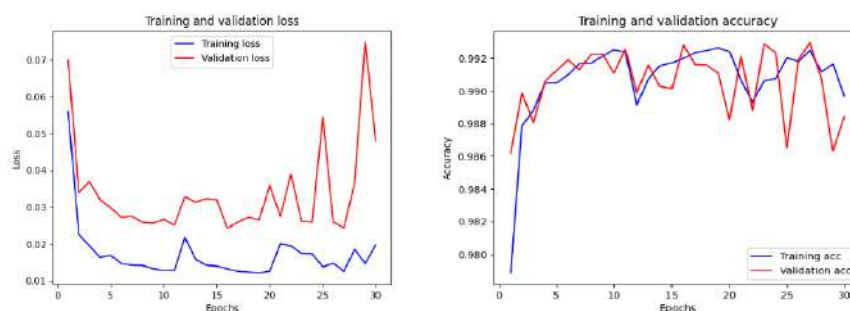 Training and validation loss
Training loss
Validation loss
0.07
0.06
0.05
0.04
0.03
0.02
0.01
Loss
0
5
10
15
20
25
30
Epochs
Training and validation accuracy
0.992
0.990
0.988
0.986
0.984
0.982
0.980
Accuracy
Training acc
Validation acc
0
5
10
15
20
25
30
Epochs